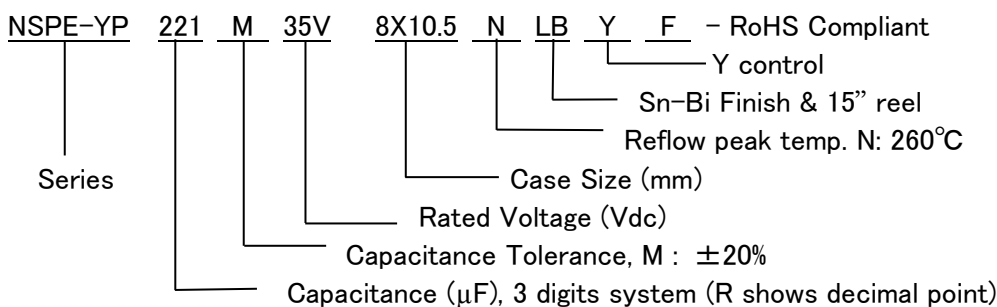 NSPE-YP 221 M 35V 8X10.5 N LB Y F - RoHS Compliant
Y control
Sn-Bi Finish & 15” reel
Reflow peak temp. N: 260℃
Series
Case Size (mm)
Rated Voltage (Vdc)
Capacitance Tolerance, M : ±20%
Capacitance (μF), 3 digits system (R shows decimal point)